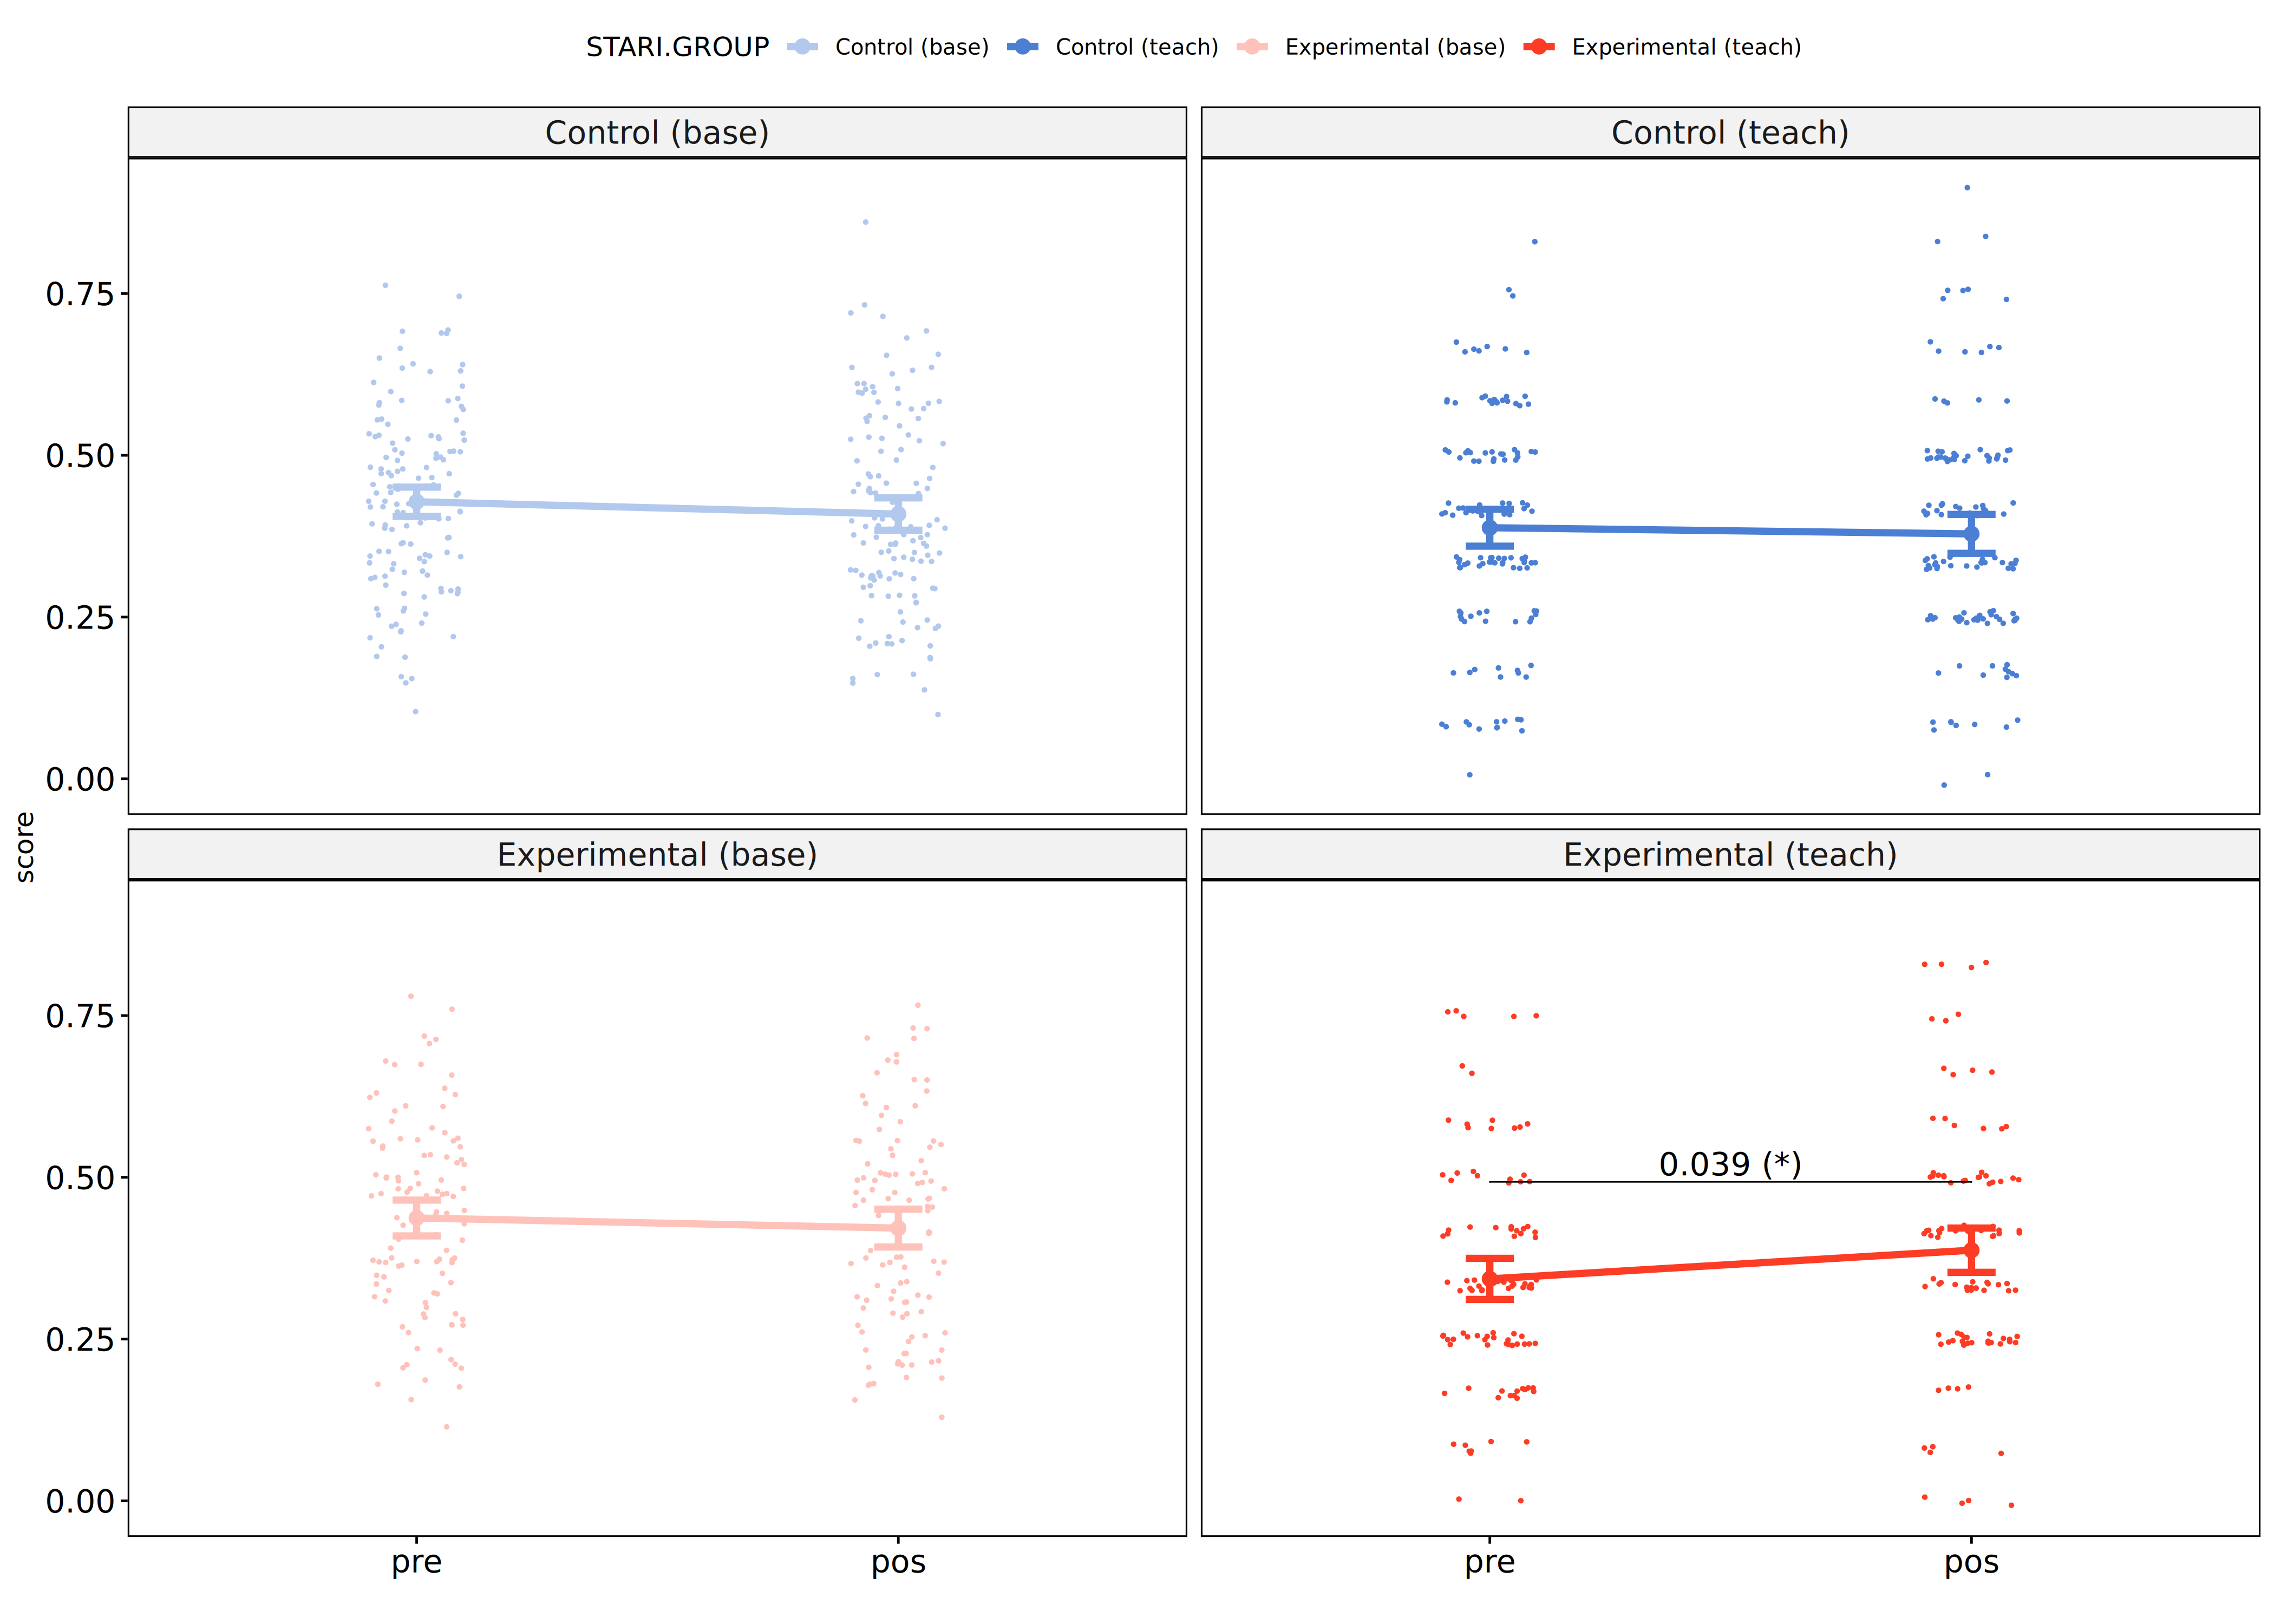 STARI.GROUP Control (base) Control (teach) Experimental (base) Experimental (teach)
Control (base) Control (teach)
0.75
0.50
0.25
0.00
score
Experimental (base) Experimental (teach)
0.75
0.50
0.25
0.00
0.039 (*)
pre pos pre pos